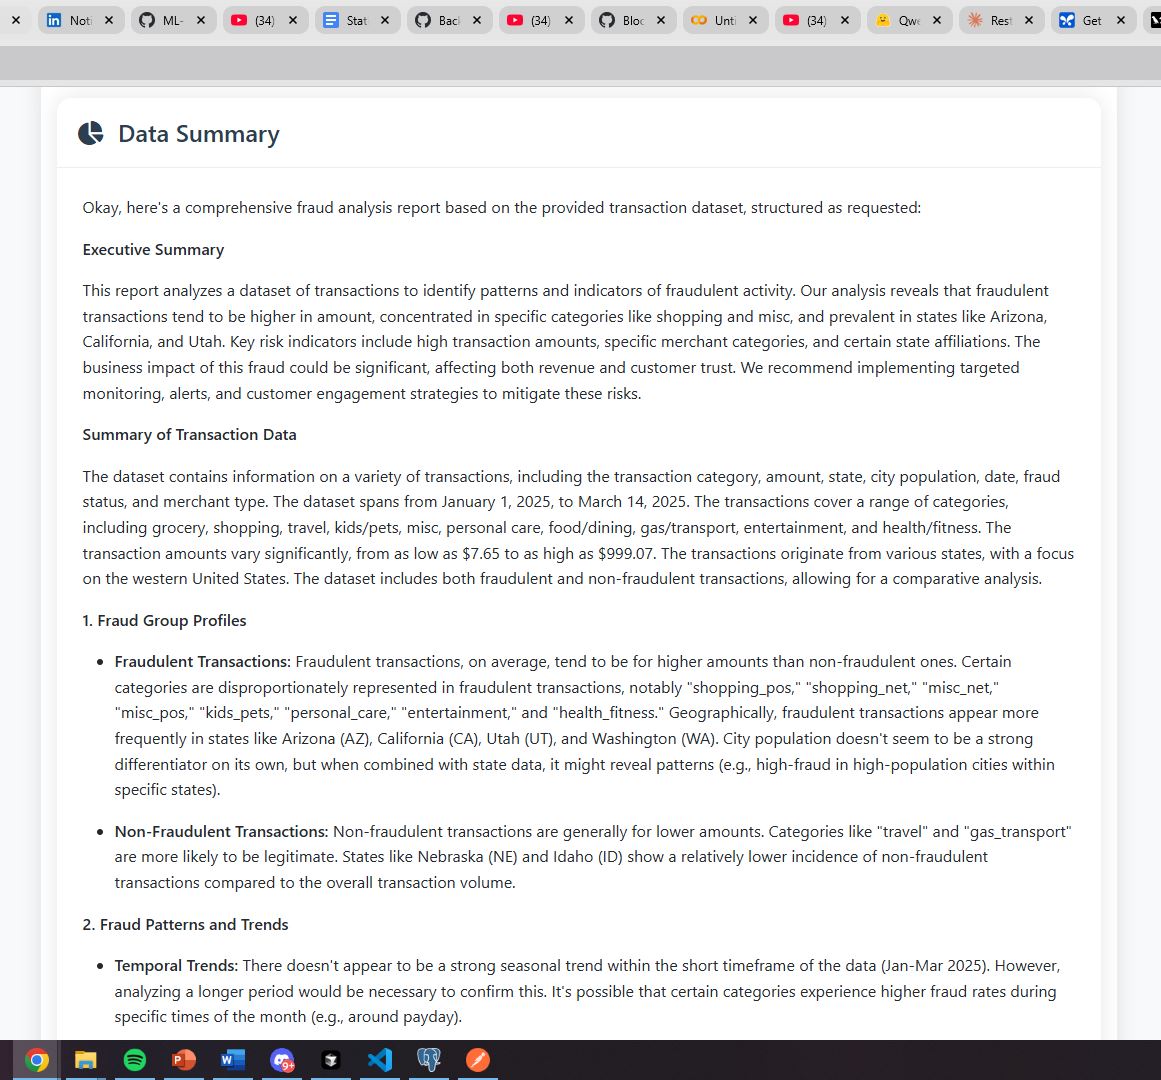 Noti
ML-
(34)
Stat
Bac
(34)
Bloc
Unti
(34)
Qwe
Rest
Get
Data Summary
Okay, here's a comprehensive fraud analysis report based on the provided transaction dataset, structured as requested:
Executive Summary
This report analyzes a dataset of transactions to identify patterns and indicators of fraudulent activity. Our analysis reveals that fraudulent
transactions tend to be higher in amount, concentrated in specific categories like shopping and misc, and prevalent in states like Arizona,
California, and Utah. Key risk indicators include high transaction amounts, specific merchant categories, and certain state affiliations. The
business impact of this fraud could be significant, affecting both revenue and customer trust. We recommend implementing targeted
monitoring, alerts, and customer engagement strategies to mitigate these risks.
Summary of Transaction Data
The dataset contains information on a variety of transactions, including the transaction category, amount, state, city population, date, fraud
status, and merchant type. The dataset spans from January 1, 2025, to March 14, 2025. The transactions cover a range of categories,
including grocery, shopping, travel, kids/pets, misc, personal care, food/dining, gas/transport, entertainment, and health/fitness. The
transaction amounts vary significantly, from as low as $7.65 to as high as $999.07. The transactions originate from various states, with a focus
on the western United States. The dataset includes both fraudulent and non-fraudulent transactions, allowing for a comparative analysis.
1. Fraud Group Profiles
• Fraudulent Transactions: Fraudulent transactions, on average, tend to be for higher amounts than non-fraudulent ones. Certain
categories are disproportionately represented in fraudulent transactions, notably "shopping_pos," "shopping_net," "misc_net,"
"misc_pos," "kids_pets," "personal_care," "entertainment," and "health_fitness." Geographically, fraudulent transactions appear more
frequently in states like Arizona (AZ), California (CA), Utah (UT), and Washington (WA). City population doesn't seem to be a strong
differentiator on its own, but when combined with state data, it might reveal patterns (e.g., high-fraud in high-population cities within
specific states).
• Non-Fraudulent Transactions: Non-fraudulent transactions are generally for lower amounts. Categories like "travel" and "gas_transport"
are more likely to be legitimate. States like Nebraska (NE) and Idaho (ID) show a relatively lower incidence of non-fraudulent
transactions compared to the overall transaction volume.
2. Fraud Patterns and Trends
• Temporal Trends: There doesn't appear to be a strong seasonal trend within the short timeframe of the data (Jan-Mar 2025). However,
analyzing a longer period would be necessary to confirm this. It's possible that certain categories experience higher fraud rates during
specific times of the month (e.g., around payday).
9+